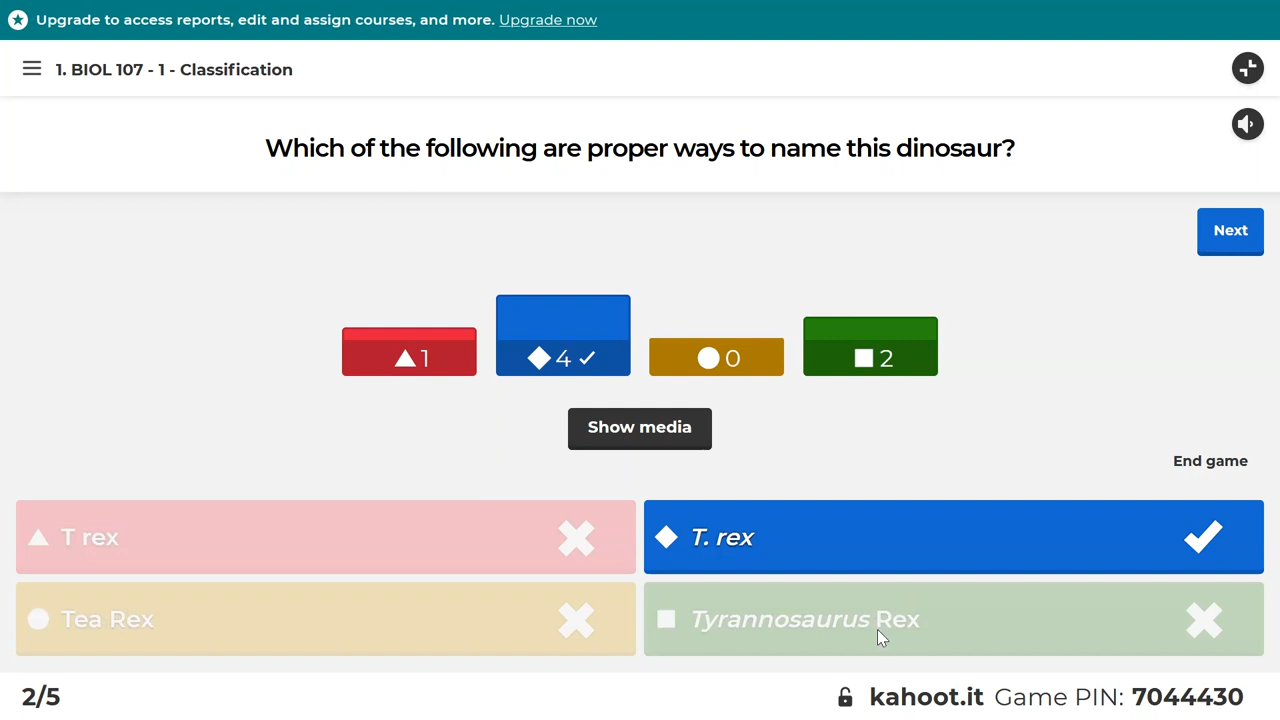 Upgrade to access reports, edit and assign courses, and more. Upgrade now
1. BIOL 107 - 1 - Classification
Which of the following are proper ways to name this dinosaur?
Next
1
4
0
2
Show media
End game
T rex
T. rex
Tea Rex
Tyrannosaurus Rex
2/5
kahoot.it Game PIN: 7044430